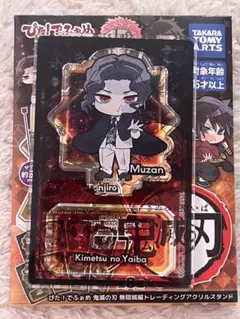 ぴた!でふぉめ
TAKARA
TOMY
A.R.T.S
対象年齢
15才以上
Muzan
njiro
Kimetsu no Yaiba
刃
ぴた!でふぉめ 鬼滅の刃 無限城編トレーディングアクリルスタンド